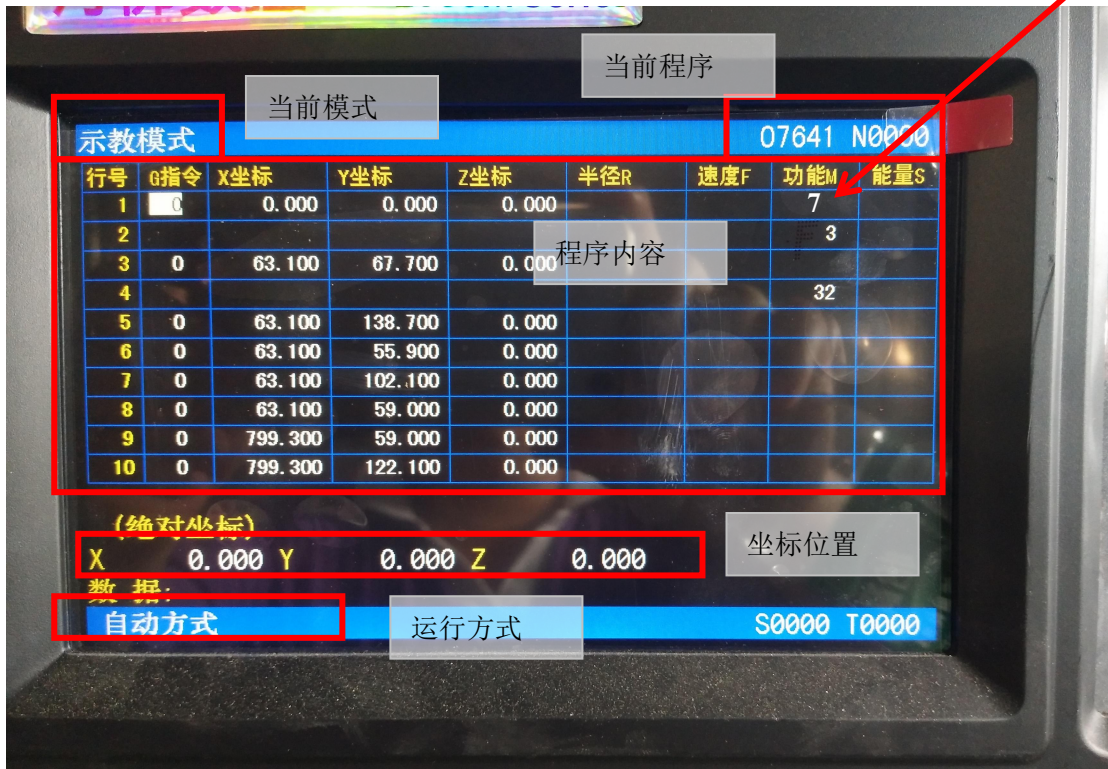 当前程序
当前模式
示教模式 O7641 N0000
行号 G指令 X坐标 Y坐标 Z坐标 半径R 速度F 功能M 能量S
1 0 0.000 0.000 0.000 7
2 3
程序内容
3 0 63.100 67.700 0.000
4 32
5 0 63.100 138.700 0.000
6 0 63.100 55.900 0.000
7 0 63.100 102.100 0.000
8 0 63.100 59.000 0.000
9 0 799.300 59.000 0.000
10 0 799.300 122.100 0.000
(绝对坐标)
坐标位置
X 0.000 Y 0.000 Z 0.000
数 据:
自动方式 运行方式 S0000 T0000